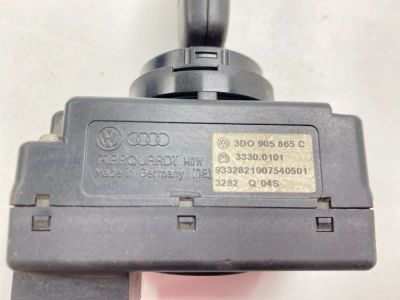 MARQUARDT MBW
Made in Germany (DE)
3D0 905 865 C
3330.0101
9332821907540501
3282 Q 04S